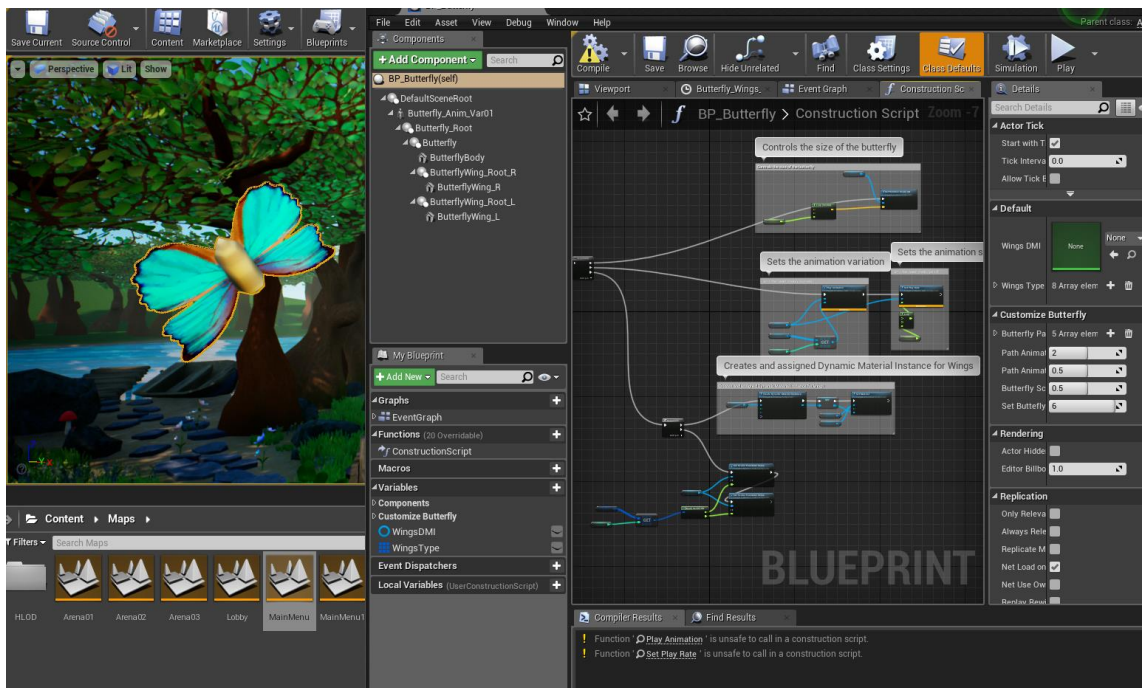 BP_Butterfly
File Edit Asset View Debug Window Help
Parent class:
Save Current
Source Control
Content
Marketplace
Settings
Blueprints
Perspective
Lit
Show
Components
+Add Component
Search
BP_Butterfly(self)
DefaultSceneRoot
Butterfly_Anim_Var01
Butterfly_Root
Butterfly
ButterflyBody
ButterflyWing_Root_R
ButterflyWing_R
ButterflyWing_Root_L
ButterflyWing_L
My Blueprint
+Add New
Search
Graphs
EventGraph
Functions (20 Overridable)
ConstructionScript
Macros
Variables
Components
Customize Butterfly
WingsDMI
WingsType
Event Dispatchers
Local Variables (UserConstructionScript)
Content
Maps
Filters
Search Maps
HLOD
Arena01
Arena02
Arena03
Lobby
MainMenu
MainMenu1
Compile
Save
Browse
Hide Unrelated
Find
Class Settings
Class Defaults
Simulation
Play
Viewport
Butterfly_Wings_
Event Graph
Construction Sc
BP_Butterfly > Construction Script
Zoom -7
Controls the size of the butterfly
Sets the animation variation
Sets the animation s
Creates and assigned Dynamic Material Instance for Wings
SET
BLUEPRINT
Compiler Results
Find Results
! Function ' Play Animation ' is unsafe to call in a construction script.
! Function ' Set Play Rate ' is unsafe to call in a construction script.
Details
Search Details
Actor Tick
Start with T
Tick Interva 0.0
Allow Tick E
Default
Wings DMI
None
None
Wings Type 8 Array elem
Customize Butterfly
Butterfly Pa 5 Array elem
Path Animat 2
Path Animat 0.5
Butterfly Sc 0.5
Set Buttefly 6
Rendering
Actor Hidde
Editor Billbo 1.0
Replication
Only Releva
Always Rele
Replicate M
Net Load on
Net Use Ow
Replay Rewi